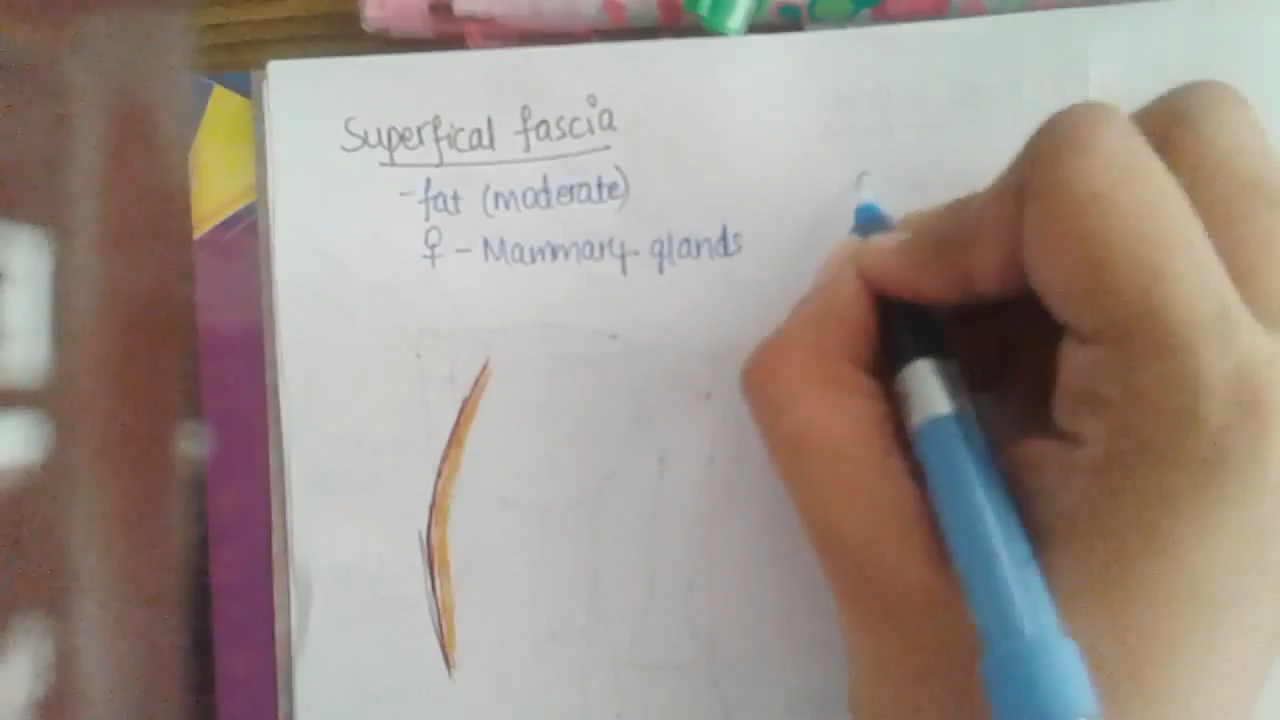 Superfical fascia
- fat (moderate)
♀ - Mammary glands